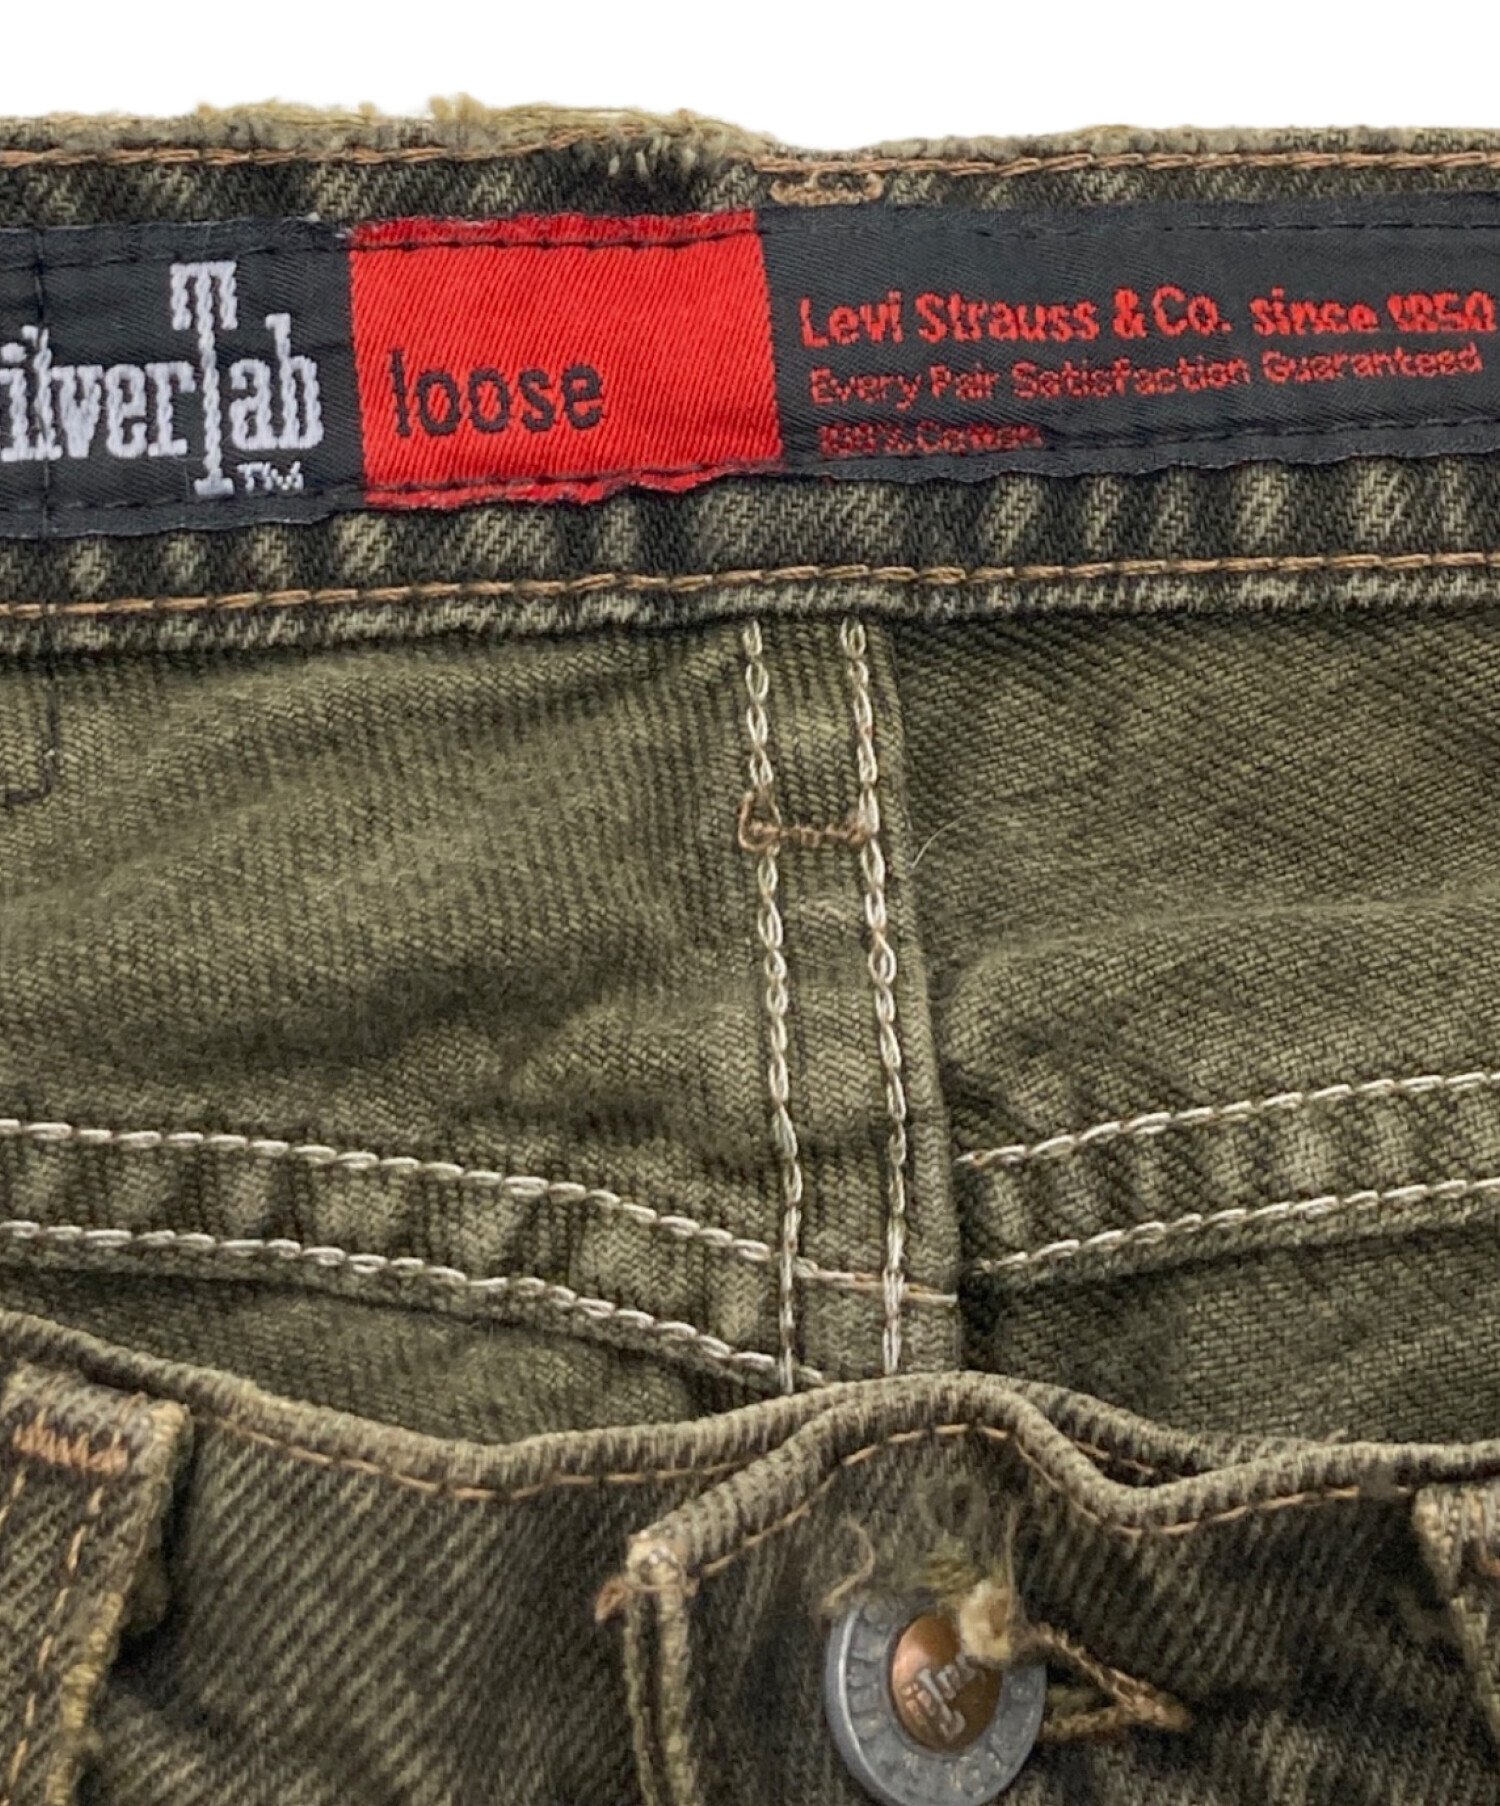 ilverTab
TM
loose
Levi Strauss & Co. since 1850
Every Pair Satisfaction Guaranteed
100% Cotton